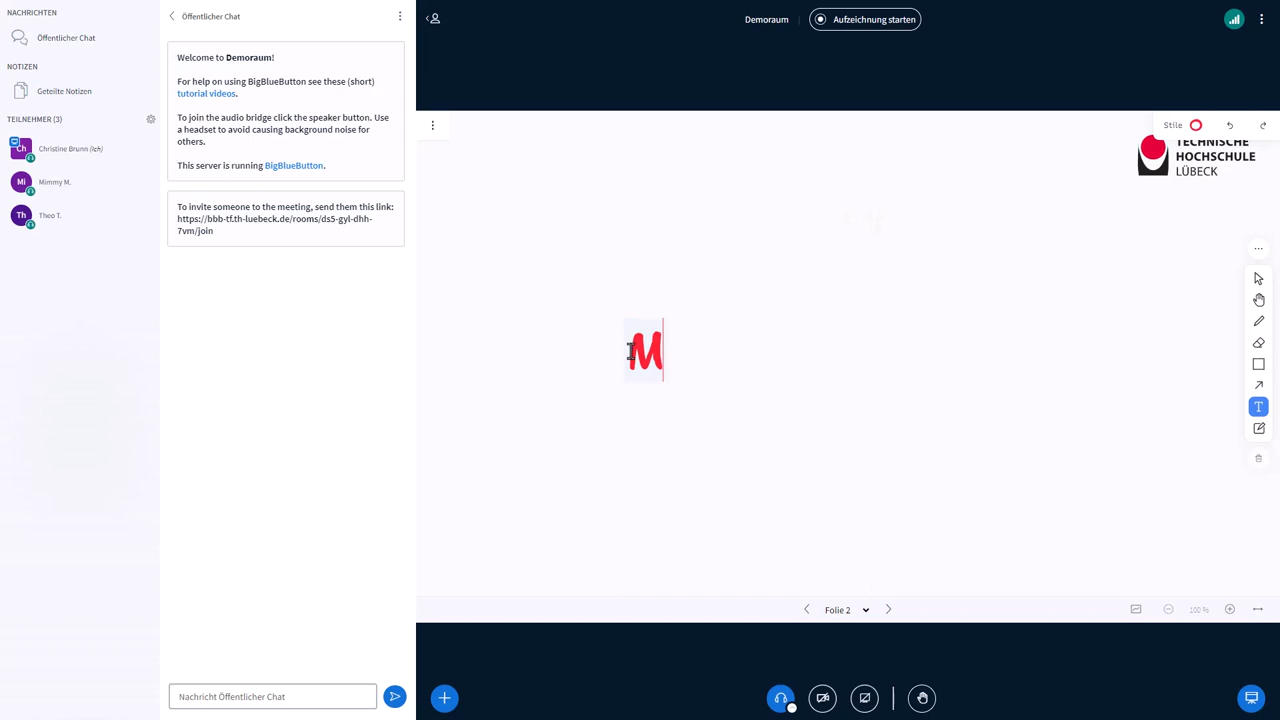 NACHRICHTEN
Öffentlicher Chat
NOTIZEN
Geteilte Notizen
TEILNEHMER (3)
Ch
Christine Brunn (Ich)
Mi
Mimmy M.
Th
Theo T.
Öffentlicher Chat
Welcome to Demoraum!
For help on using BigBlueButton see these (short)
tutorial videos.
To join the audio bridge click the speaker button. Use
a headset to avoid causing background noise for
others.
This server is running BigBlueButton.
To invite someone to the meeting, send them this link:
https://bbb-tf.th-luebeck.de/rooms/ds5-gyl-dhh-
7vm/join
Nachricht Öffentlicher Chat
Demoraum
Aufzeichnung starten
Stile
TECHNISCHE
HOCHSCHULE
LÜBECK
M
T
Folie 2
100 %